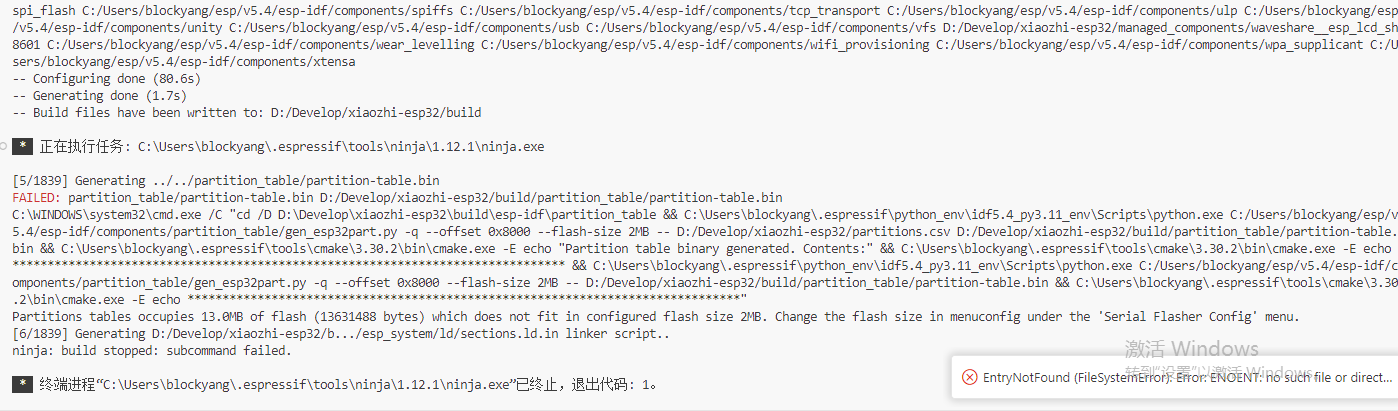 spi_flash C:/Users/blockyang/esp/v5.4/esp-idf/components/spiffs C:/Users/blockyang/esp/v5.4/esp-idf/components/tcp_transport C:/Users/blockyang/esp/v5.4/esp-idf/components/ulp C:/Users/blockyang/esp
/v5.4/esp-idf/components/unity C:/Users/blockyang/esp/v5.4/esp-idf/components/usb C:/Users/blockyang/esp/v5.4/esp-idf/components/vfs D:/Develop/xiaozhi-esp32/managed_components/waveshare__esp_lcd_sh
8601 C:/Users/blockyang/esp/v5.4/esp-idf/components/wear_levelling C:/Users/blockyang/esp/v5.4/esp-idf/components/wifi_provisioning C:/Users/blockyang/esp/v5.4/esp-idf/components/wpa_supplicant C:/U
sers/blockyang/esp/v5.4/esp-idf/components/xtensa
-- Configuring done (80.6s)
-- Generating done (1.7s)
-- Build files have been written to: D:/Develop/xiaozhi-esp32/build
* 正在执行任务: C:\Users\blockyang\.espressif\tools\ninja\1.12.1\ninja.exe
[5/1839] Generating ../../partition_table/partition-table.bin
FAILED: partition_table/partition-table.bin D:/Develop/xiaozhi-esp32/build/partition_table/partition-table.bin
C:\WINDOWS\system32\cmd.exe /C "cd /D D:\Develop\xiaozhi-esp32\build\esp-idf\partition_table && C:\Users\blockyang\.espressif\python_env\idf5.4_py3.11_env\Scripts\python.exe C:/Users/blockyang/esp/v
5.4/esp-idf/components/partition_table/gen_esp32part.py -q --offset 0x8000 --flash-size 2MB -- D:/Develop/xiaozhi-esp32/partitions.csv D:/Develop/xiaozhi-esp32/build/partition_table/partition-table.
bin && C:\Users\blockyang\.espressif\tools\cmake\3.30.2\bin\cmake.exe -E echo "Partition table binary generated. Contents:" && C:\Users\blockyang\.espressif\tools\cmake\3.30.2\bin\cmake.exe -E echo
******************************************************************************* && C:\Users\blockyang\.espressif\python_env\idf5.4_py3.11_env\Scripts\python.exe C:/Users/blockyang/esp/v5.4/esp-idf/c
omponents/partition_table/gen_esp32part.py -q --offset 0x8000 --flash-size 2MB -- D:/Develop/xiaozhi-esp32/build/partition_table/partition-table.bin && C:\Users\blockyang\.espressif\tools\cmake\3.30
.2\bin\cmake.exe -E echo *******************************************************************************"
Partitions tables occupies 13.0MB of flash (13631488 bytes) which does not fit in configured flash size 2MB. Change the flash size in menuconfig under the 'Serial Flasher Config' menu.
[6/1839] Generating D:/Develop/xiaozhi-esp32/b.../esp_system/ld/sections.ld.in linker script..
ninja: build stopped: subcommand failed.
激活 Windows
转到“设置”以激活 Windows。
EntryNotFound (FileSystemError): Error: ENOENT: no such file or direct...
* 终端进程“C:\Users\blockyang\.espressif\tools\ninja\1.12.1\ninja.exe”已终止，退出代码: 1。